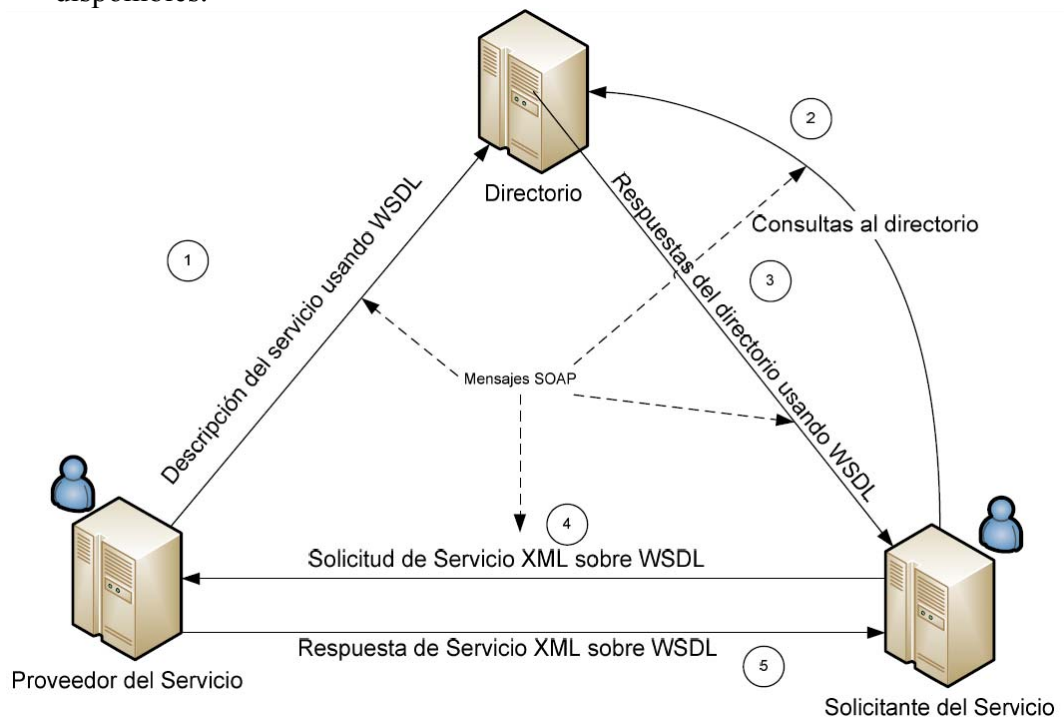 disponibles.
Directorio
2
Consultas al directorio
1
Descripción del servicio usando WSDL
Respuestas del directorio usando WSDL
3
Mensajes SOAP
4
Solicitud de Servicio XML sobre WSDL
Respuesta de Servicio XML sobre WSDL
5
Proveedor del Servicio
Solicitante del Servicio